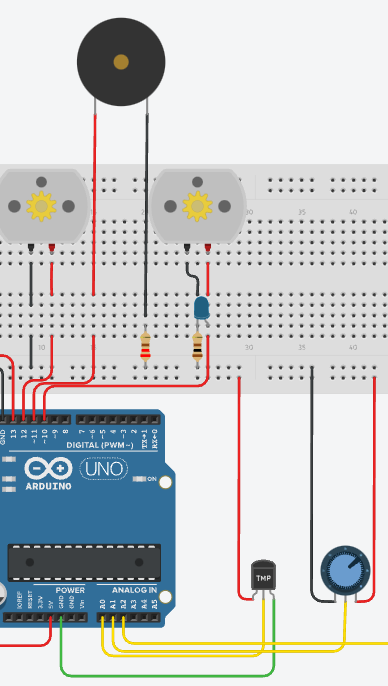 30
35
40
10
30
35
40
GND
13
12
~11
~10
~9
8
7
~6
~5
4
~3
2
TX→1
RX←0
DIGITAL (PWM~)
UNO
ARDUINO
ON
TMP
POWER
ANALOG IN
IOREF
RESET
3.3V
5V
GND
GND
Vin
A0
A1
A2
A3
A4
A5